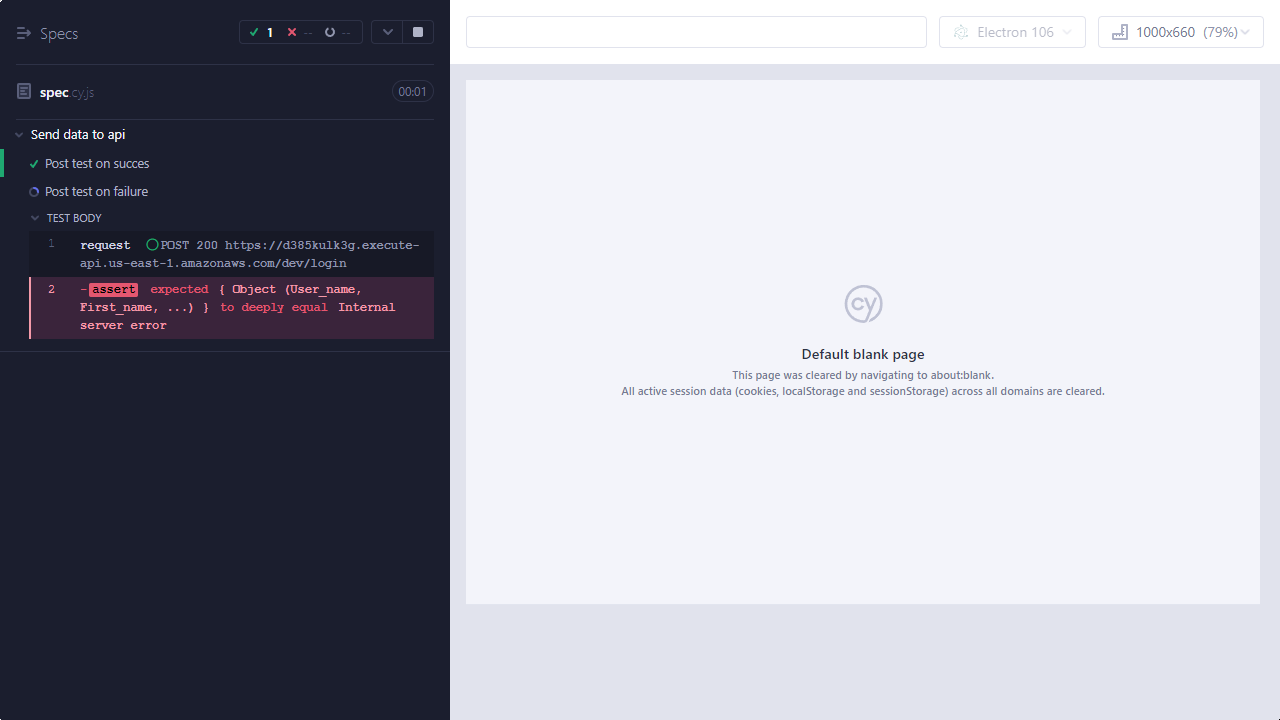 Specs
1 -- --
spec.cy.js
00:01
Send data to api
Post test on succes
Post test on failure
TEST BODY
1 request POST 200 https://d385kulk3g.execute-
api.us-east-1.amazonaws.com/dev/login
2 -assert expected { Object (User_name,
First_name, ...) } to deeply equal Internal
server error
Electron 106
1000x660 (79%)
cy
Default blank page
This page was cleared by navigating to about:blank.
All active session data (cookies, localStorage and sessionStorage) across all domains are cleared.